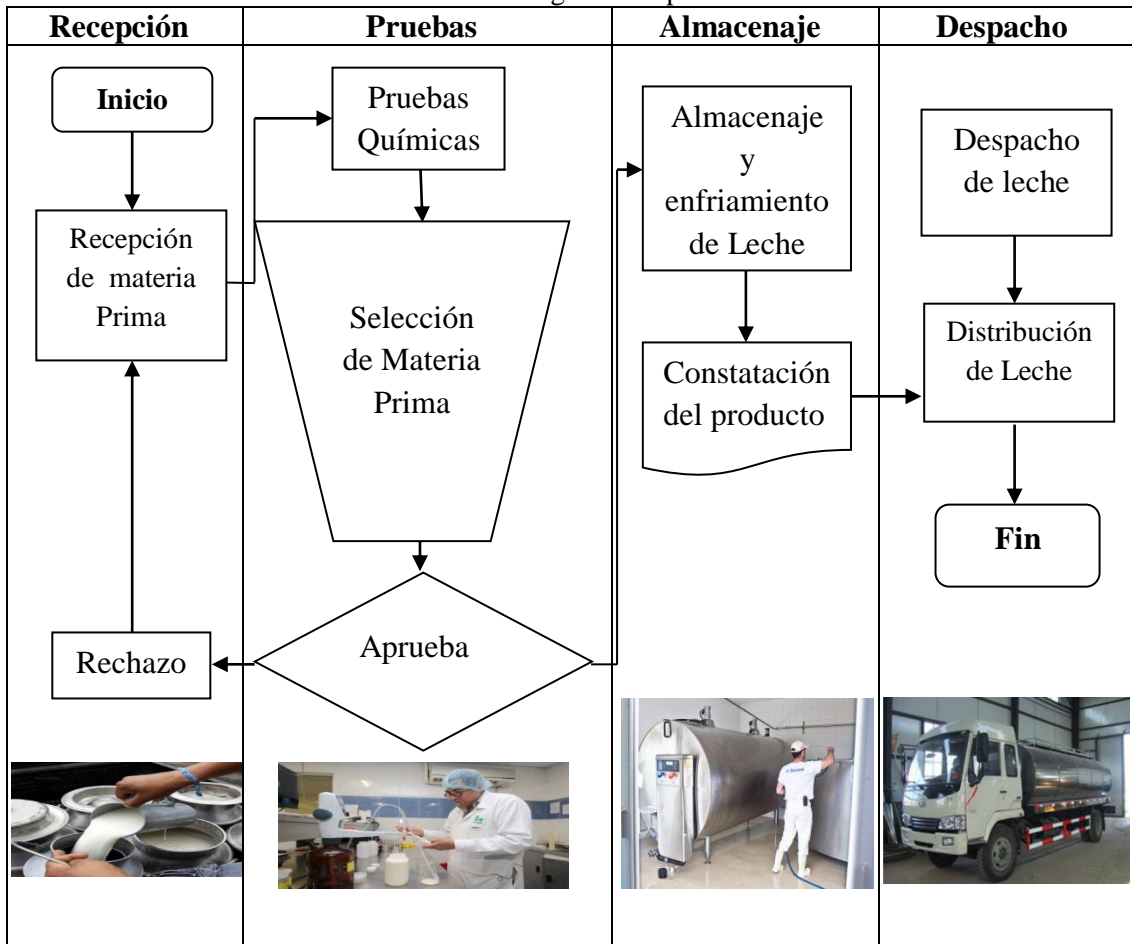 Recepción
Pruebas
Almacenaje
Despacho
Inicio
Recepción
de materia
Prima
Rechazo
Pruebas
Químicas
Selección
de Materia
Prima
Aprueba
Almacenaje
y
enfriamiento
de Leche
Constatación
del producto
Despacho
de leche
Distribución
de Leche
Fin